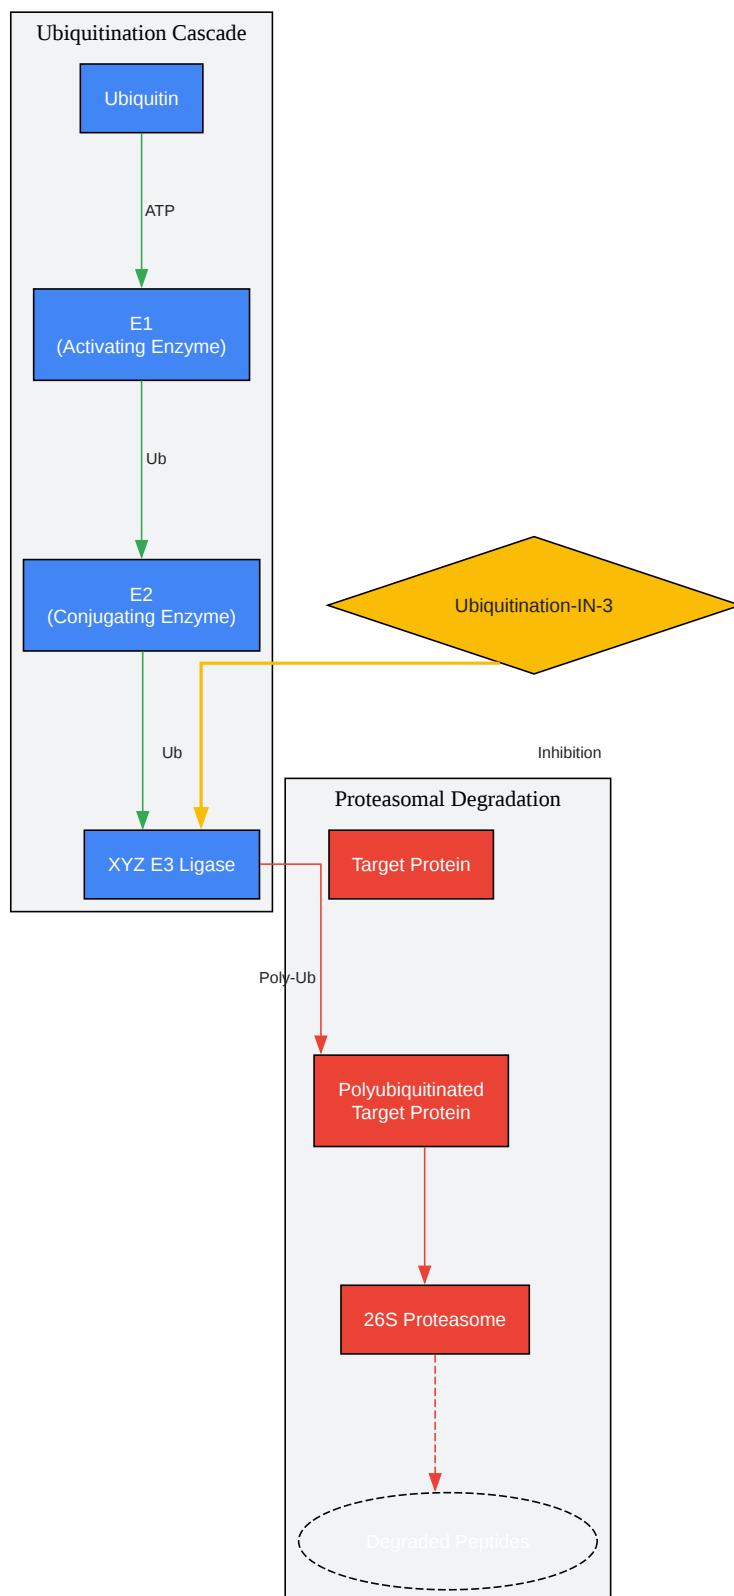 Ubiquitination Cascade
Ubiquitin
ATP
E1
(Activating Enzyme)
Ub
E2
(Conjugating Enzyme)
Ubiquitination-IN-3
Ub
Inhibition
Proteasomal Degradation
XYZ E3 Ligase
Target Protein
Poly-Ub
Polyubiquitinated
Target Protein
26S Proteasome
Degraded Peptides